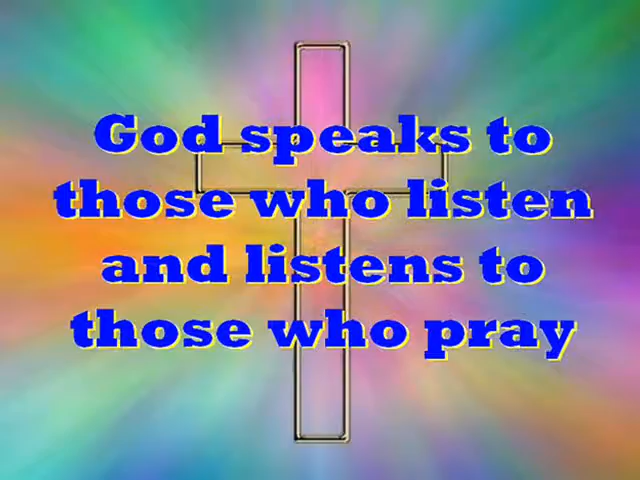 God speaks to
those who listen
and listens to
those who pray